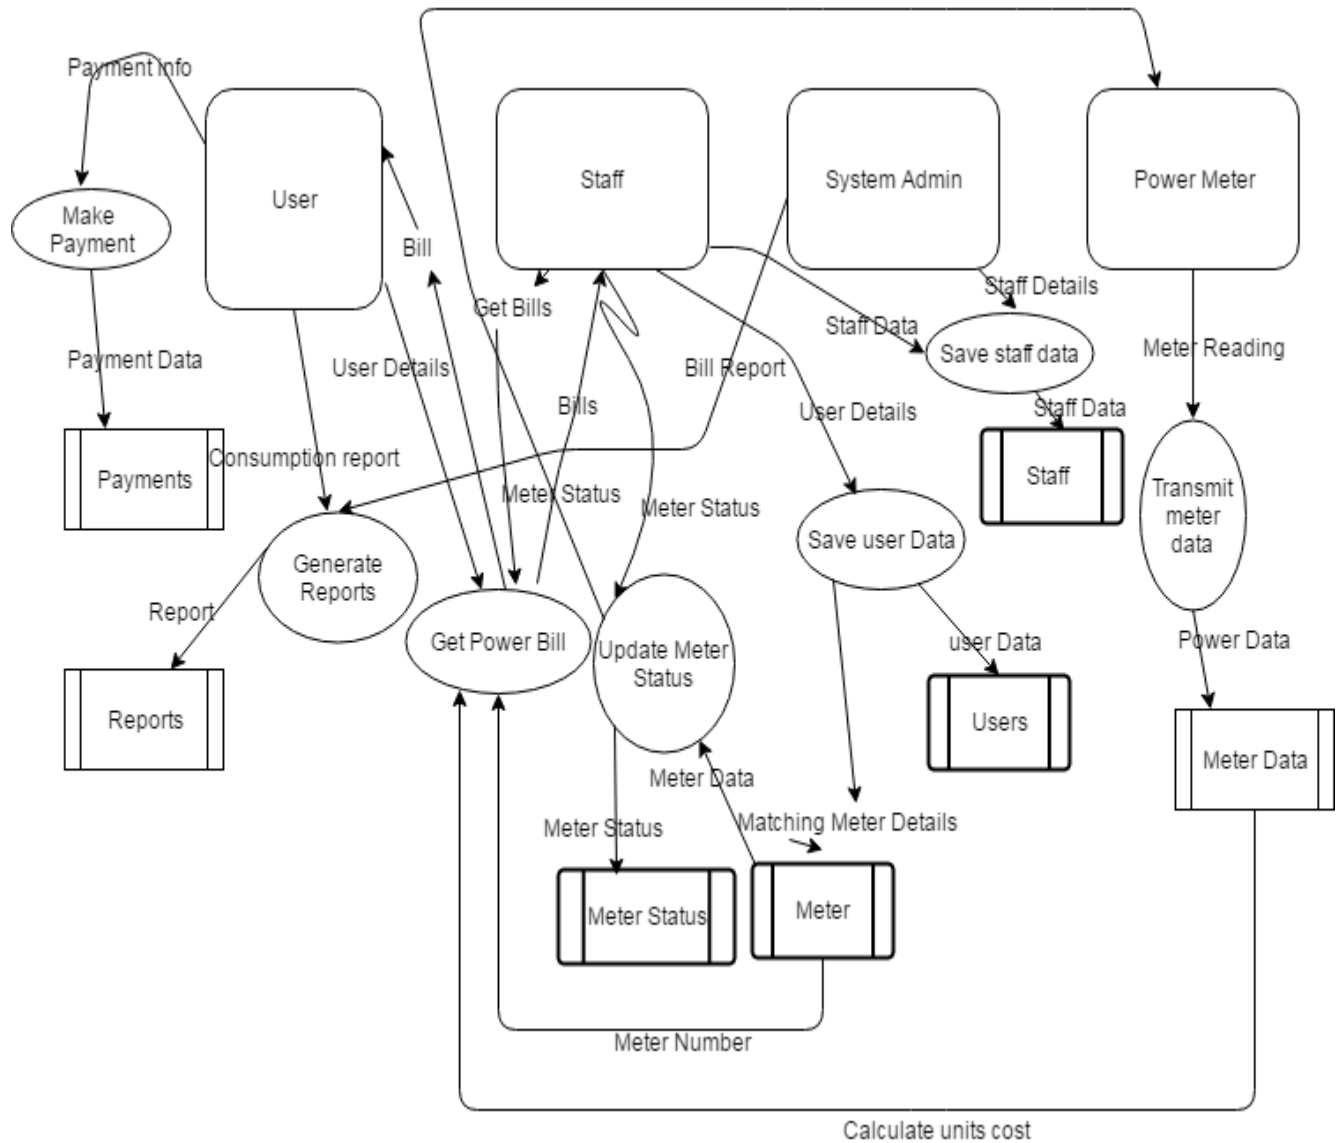 Payment info
User
Staff
System Admin
Power Meter
Make
Payment
Bill
Get Bills
Staff Details
Staff Data
Save staff data
Meter Reading
Payment Data
User Details
Bill Report
Bills
User Details
Staff Data
Consumption report
Payments
Meter Status
Meter Status
Staff
Transmit
meter
data
Generate
Reports
Save user Data
Report
Get Power Bill
Update Meter
Status
user Data
Power Data
Reports
Users
Meter Data
Meter Data
Meter Status
Matching Meter Details
Meter Status
Meter
Meter Number
Calculate units cost